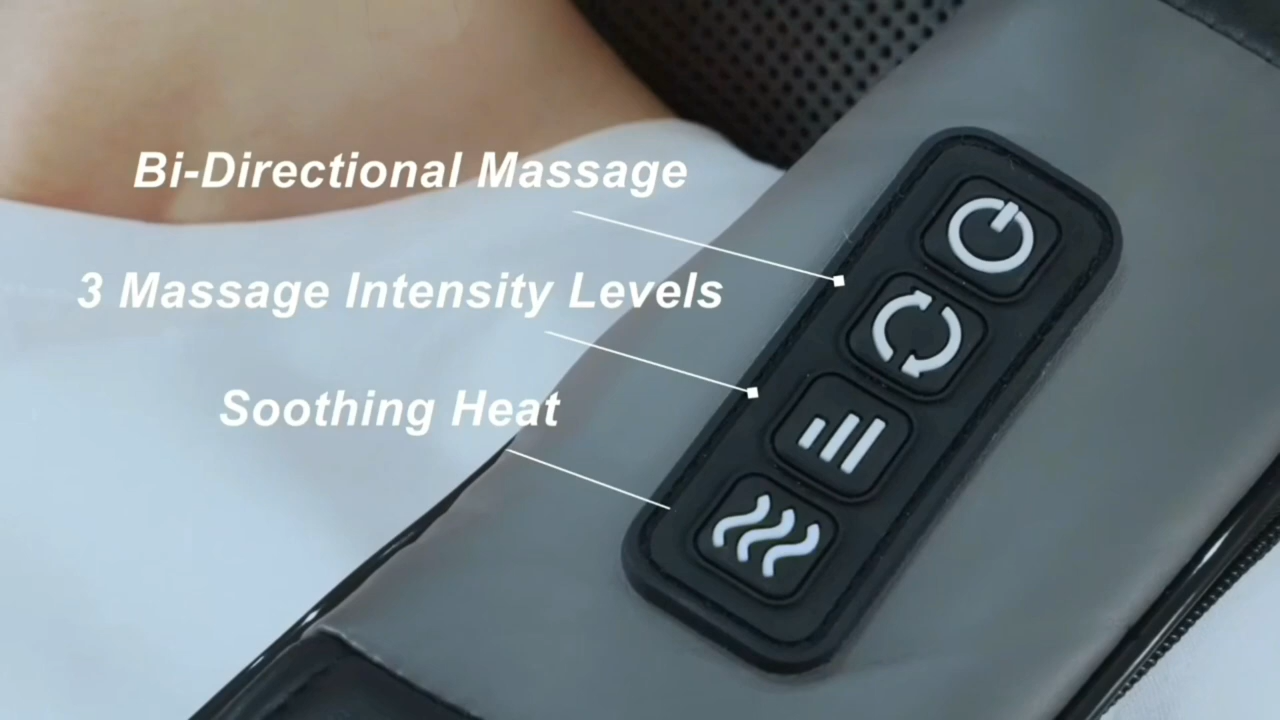 Bi-Directional Massage
3 Massage Intensity Levels
Soothing Heat